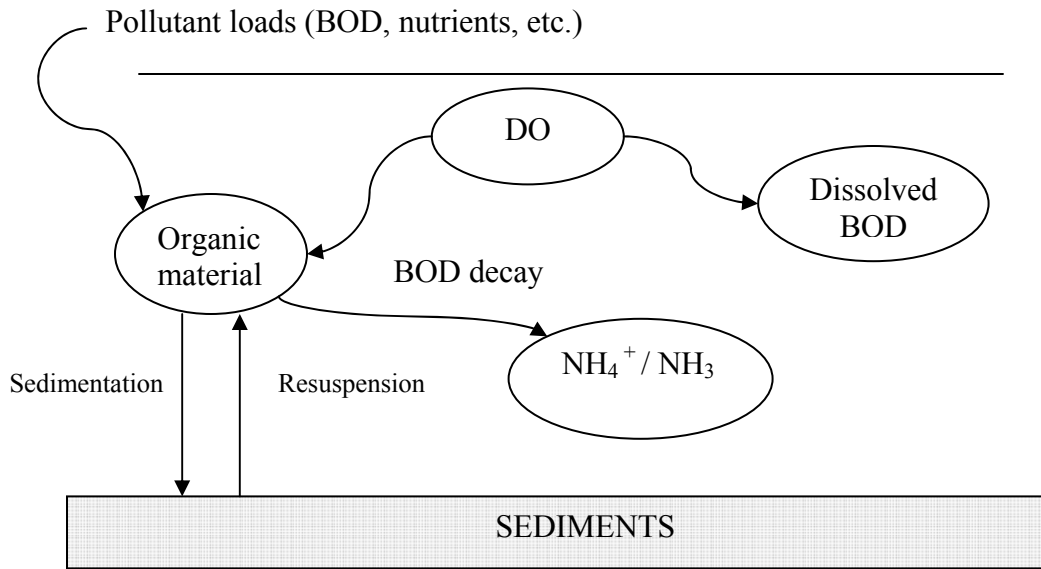 Pollutant loads (BOD, nutrients, etc.)
DO
Dissolved
BOD
Organic
material
BOD decay
NH₄⁺ / NH₃
Sedimentation
Resuspension
SEDIMENTS